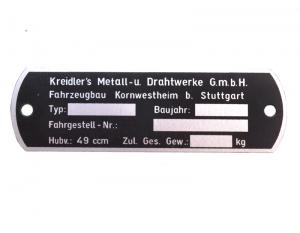 Kreidler's Metall-u. Drahtwerke G.m.b.H.
Fahrzeugbau Kornwestheim b. Stuttgart
Typ: Baujahr:
Fahrgestell-Nr.:
Hubv.: 49 ccm Zul. Ges. Gew.: kg